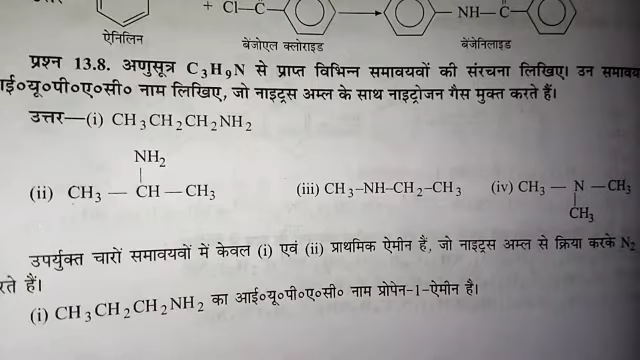 + Cl—C— → —NH—C—
ऐनिलिन बेंजोएल क्लोराइड बेंजेनिलाइड
प्रश्न 13.8. अणुसूत्र C3H9N से प्राप्त विभिन्न समावयवों की संरचना लिखिए। उन समावय
ई०यू०पी०ए०सी० नाम लिखिए, जो नाइट्रस अम्ल के साथ नाइट्रोजन गैस मुक्त करते हैं।
उत्तर—(i) CH3CH2CH2NH2
NH2
(ii) CH3 — CH — CH3 (iii) CH3–NH–CH2–CH3 (iv) CH3 — N — CH3
CH3
उपर्युक्त चारों समावयवों में केवल (i) एवं (ii) प्राथमिक ऐमीन हैं, जो नाइट्रस अम्ल से क्रिया करके N2
रते हैं।
(i) CH3CH2CH2NH2 का आई०यू०पी०ए०सी० नाम प्रोपेन-1-ऐमीन है।